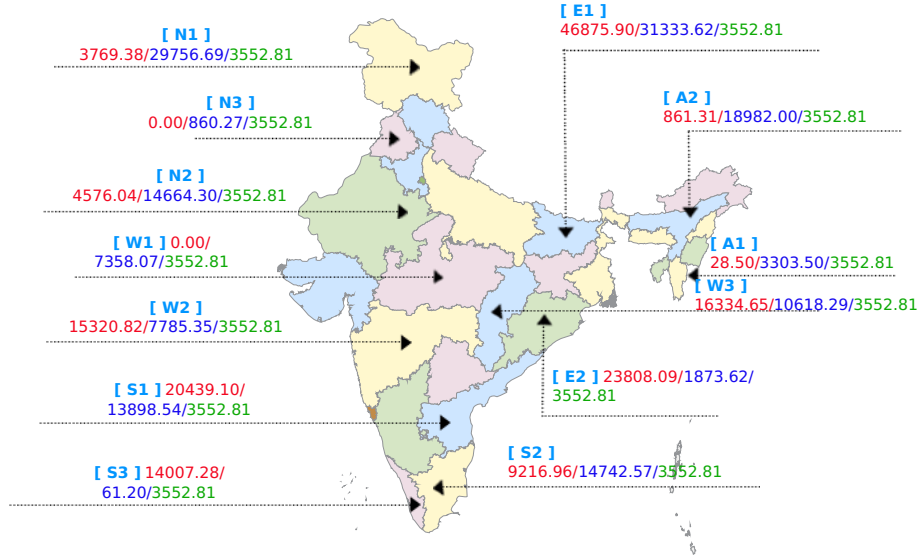 [ E1 ]
46875.90/31333.62/3552.81
[ N1 ]
3769.38/29756.69/3552.81
[ A2 ]
861.31/18982.00/3552.81
[ N3 ]
0.00/860.27/3552.81
[ N2 ]
4576.04/14664.30/3552.81
[ W1 ] 0.00/
7358.07/3552.81
[ A1 ]
28.50/3303.50/3552.81
[ W3 ]
16334.65/10618.29/3552.81
[ W2 ]
15320.82/7785.35/3552.81
[ E2 ] 23808.09/1873.62/
3552.81
[ S1 ] 20439.10/
13898.54/3552.81
[ S2 ]
9216.96/14742.57/3552.81
[ S3 ] 14007.28/
61.20/3552.81